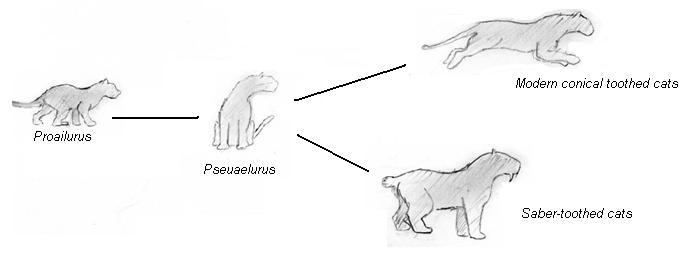 Modern conical toothed cats
Proailurus
Pseuaelurus
Saber-toothed cats